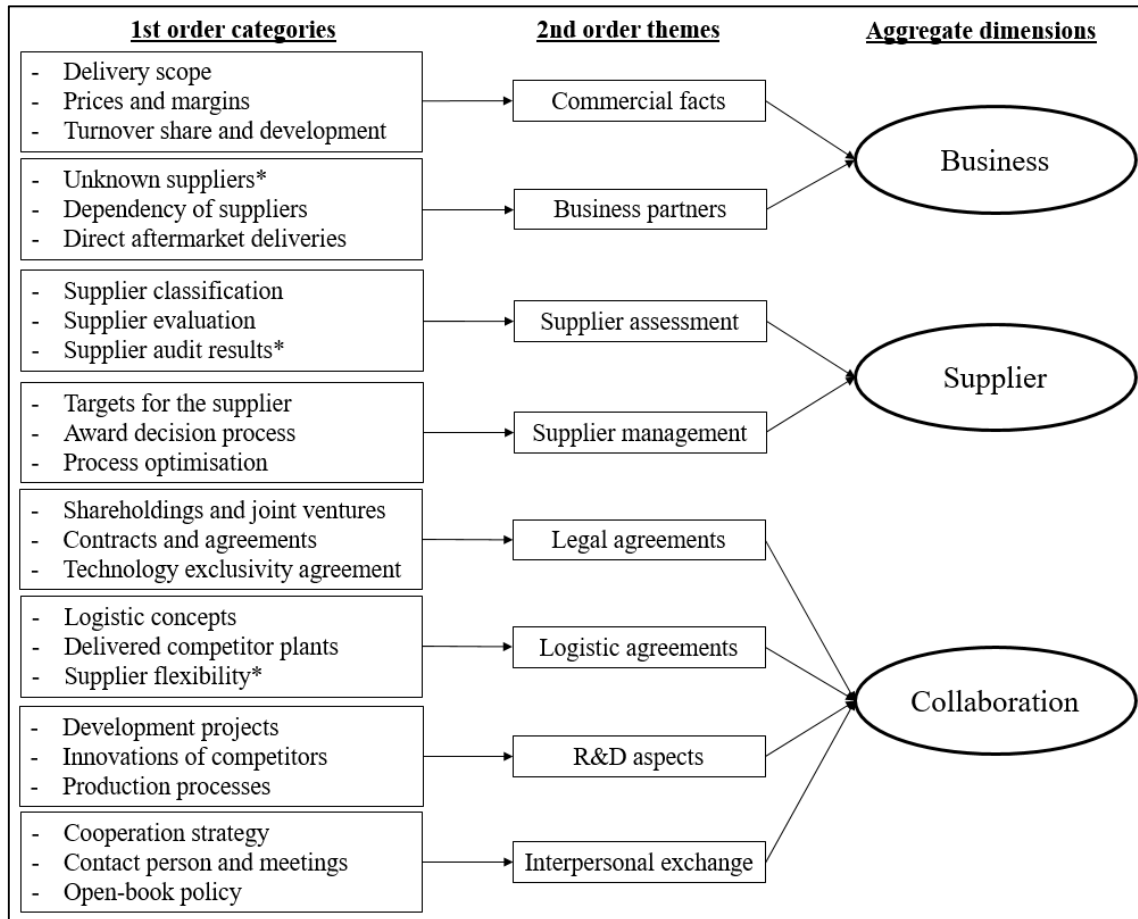 1st order categories
2nd order themes
Aggregate dimensions
- Delivery scope
- Prices and margins
- Turnover share and development
Commercial facts
- Unknown suppliers*
- Dependency of suppliers
- Direct aftermarket deliveries
Business partners
Business
- Supplier classification
- Supplier evaluation
- Supplier audit results*
Supplier assessment
- Targets for the supplier
- Award decision process
- Process optimisation
Supplier management
Supplier
- Shareholdings and joint ventures
- Contracts and agreements
- Technology exclusivity agreement
Legal agreements
- Logistic concepts
- Delivered competitor plants
- Supplier flexibility*
Logistic agreements
- Development projects
- Innovations of competitors
- Production processes
R&D aspects
- Cooperation strategy
- Contact person and meetings
- Open-book policy
Interpersonal exchange
Collaboration